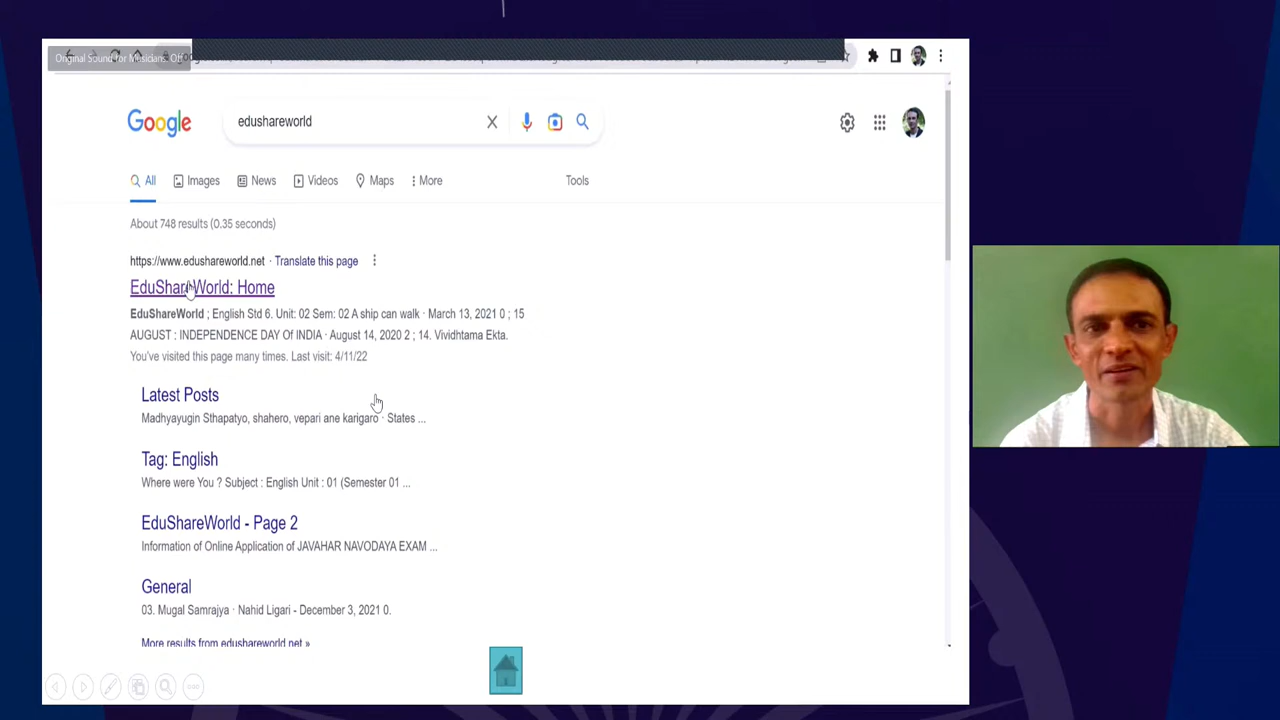 Original Sound for Musicians: Off
Google
edushareworld
All
Images
News
Videos
Maps
More
Tools
About 748 results (0.35 seconds)
https://www.edushareworld.net · Translate this page
EduShareWorld: Home
EduShareWorld ; English Std 6. Unit: 02 Sem: 02 A ship can walk · March 13, 2021 0 ; 15
AUGUST : INDEPENDENCE DAY Of INDIA · August 14, 2020 2 ; 14. Vividhtama Ekta.
You've visited this page many times. Last visit: 4/11/22
Latest Posts
Madhyayugin Sthapatyo, shahero, vepari ane karigaro · States ...
Tag: English
Where were You ? Subject : English Unit : 01 (Semester 01 ...
EduShareWorld - Page 2
Information of Online Application of JAVAHAR NAVODAYA EXAM ...
General
03. Mugal Samrajya · Nahid Ligari - December 3, 2021 0.
More results from edushareworld.net »